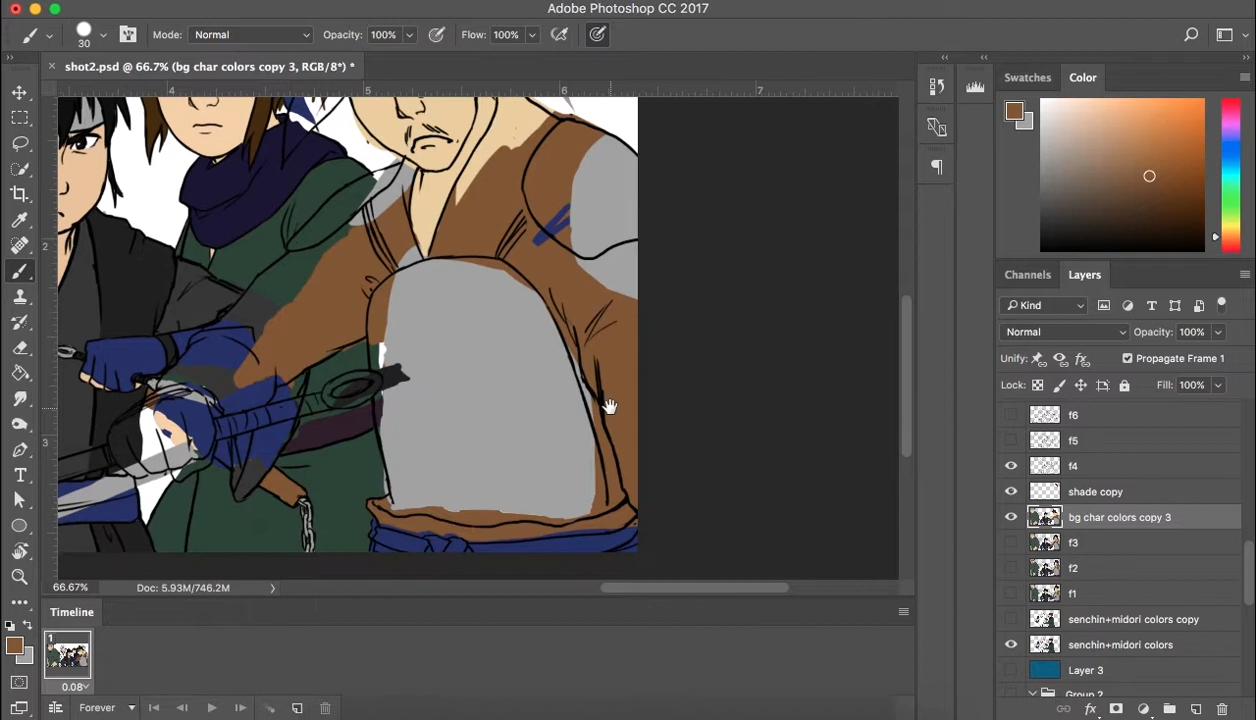 Adobe Photoshop CC 2017
30
Mode: Normal
Opacity: 100%
Flow: 100%
shot2.psd @ 66.7% (bg char colors copy 3, RGB/8*) *
4
5
6
7
2
3
66.67%
Doc: 5.93M/746.2M
Timeline
1
0.08
Forever
Swatches
Color
Channels
Layers
Kind
Normal
Opacity: 100%
Unify:
Propagate Frame 1
Lock:
Fill: 100%
f6
f5
f4
shade copy
bg char colors copy 3
f3
f2
f1
senchin+midori colors copy
senchin+midori colors
Layer 3
Group 2